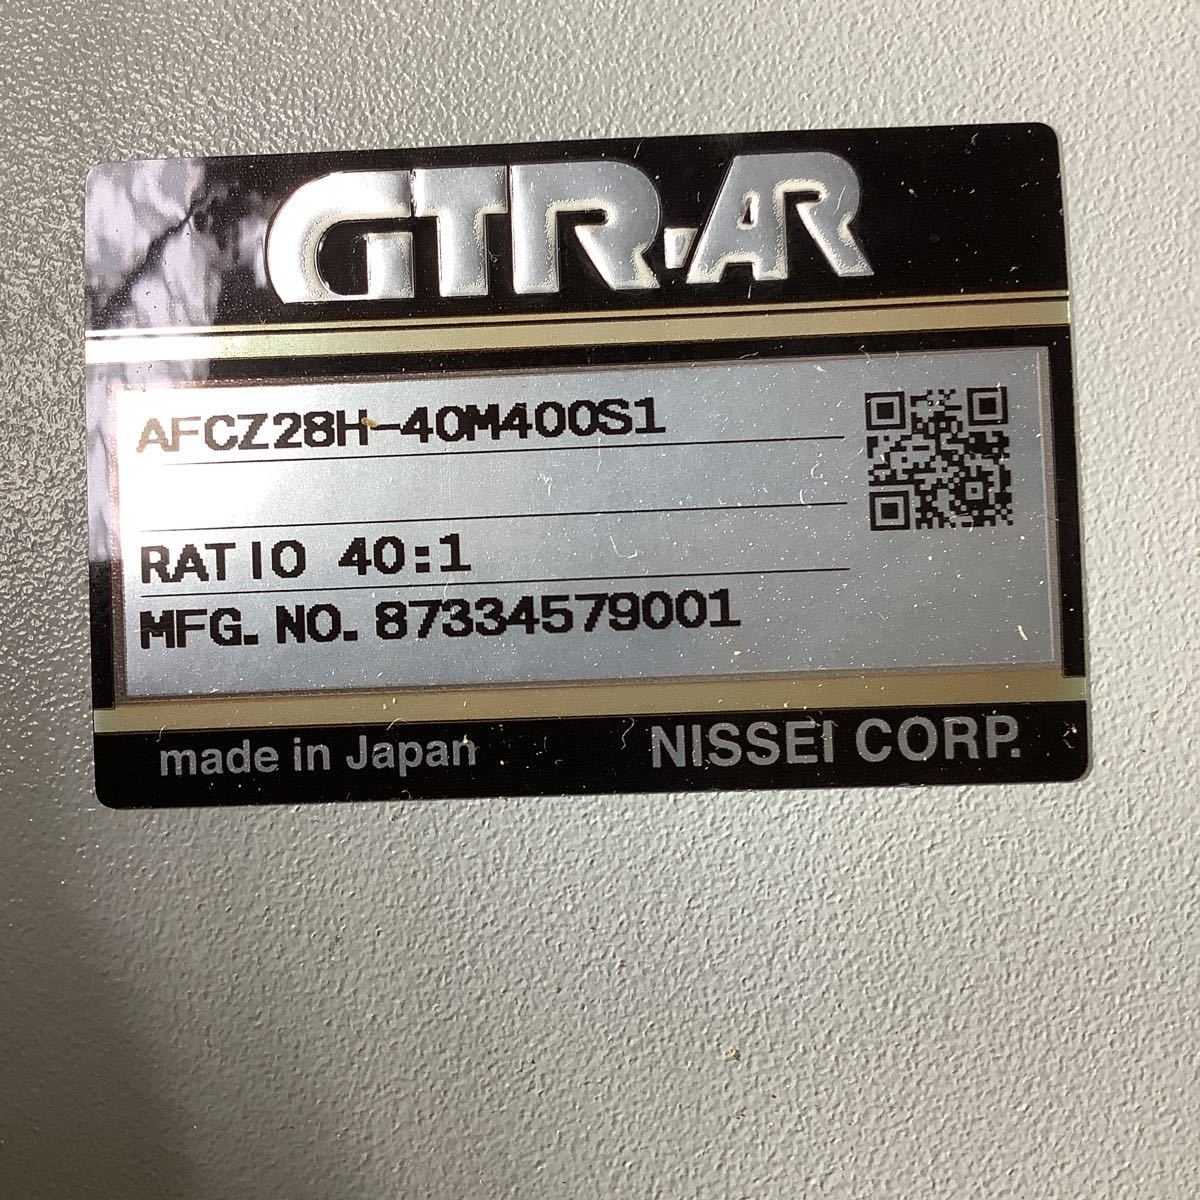 GTR-AR
AFCZ28H-40M400S1
RATIO 40:1
MFG. NO. 87334579001
made in Japan
NISSEI CORP.